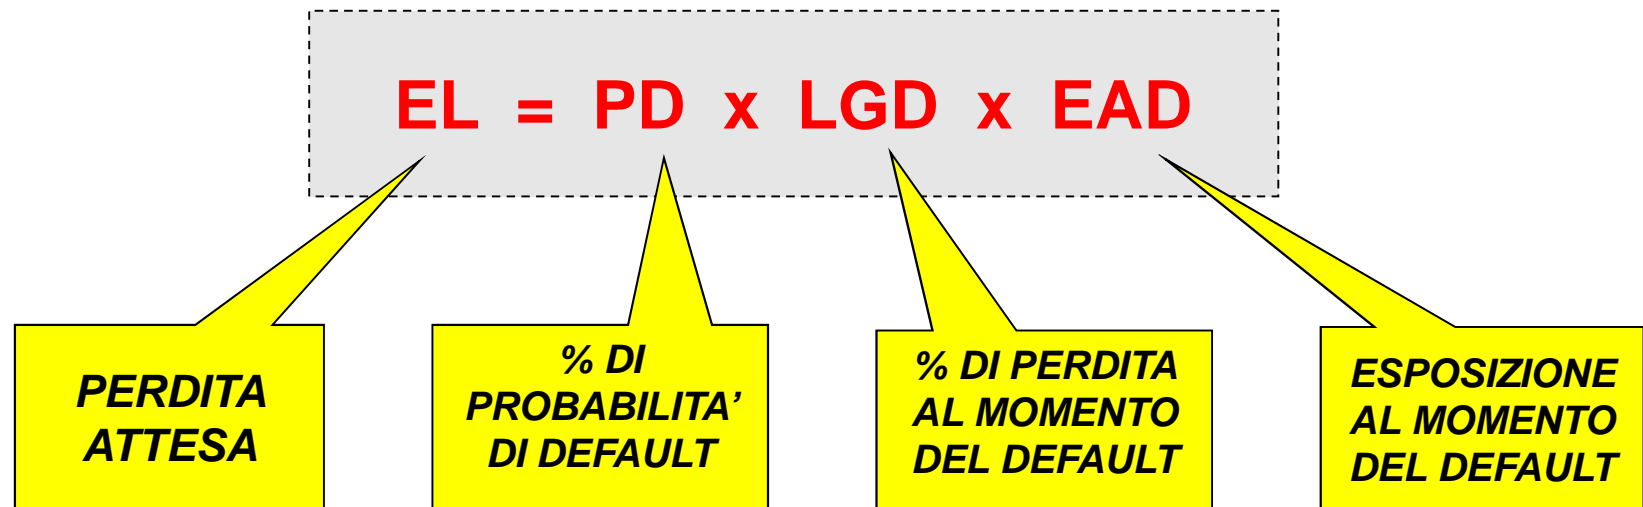 EL = PD x LGD x EAD
PERDITA
ATTESA
% DI
PROBABILITA’
DI DEFAULT
% DI PERDITA
AL MOMENTO
DEL DEFAULT
ESPOSIZIONE
AL MOMENTO
DEL DEFAULT